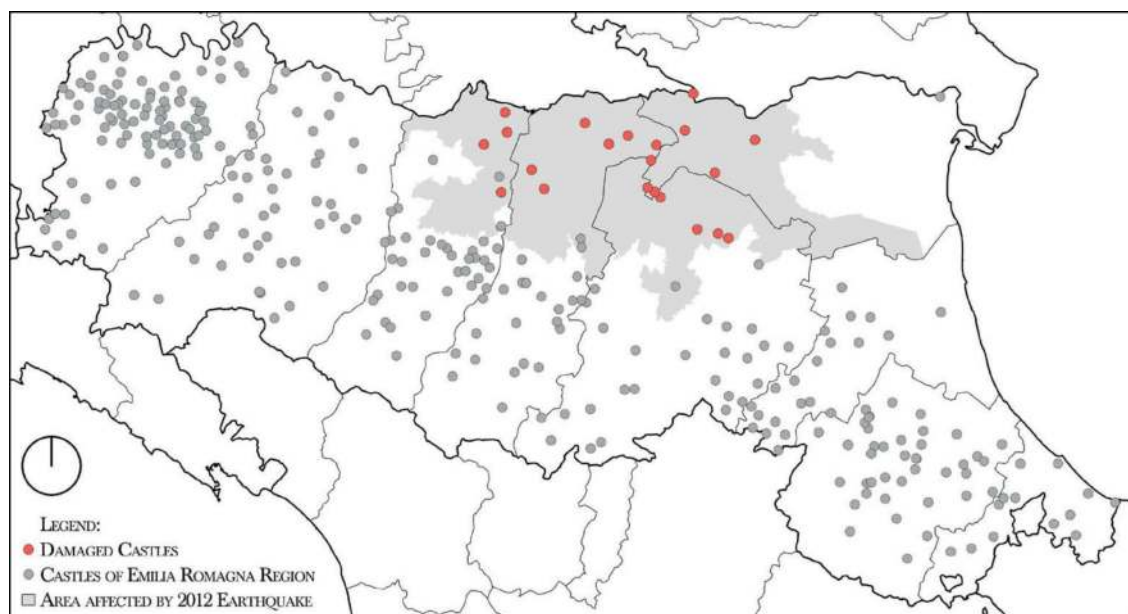 LEGEND:
DAMAGED CASTLES
CASTLES OF EMILIA ROMAGNA REGION
AREA AFFECTED BY 2012 EARTHQUAKE